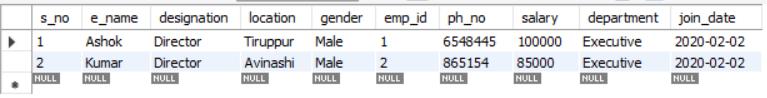 s_no e_name designation location gender emp_id ph_no salary department join_date
1 Ashok Director Tiruppur Male 1 6548445 100000 Executive 2020-02-02
2 Kumar Director Avinashi Male 2 865154 85000 Executive 2020-02-02
NULL NULL NULL NULL NULL NULL NULL NULL NULL NULL